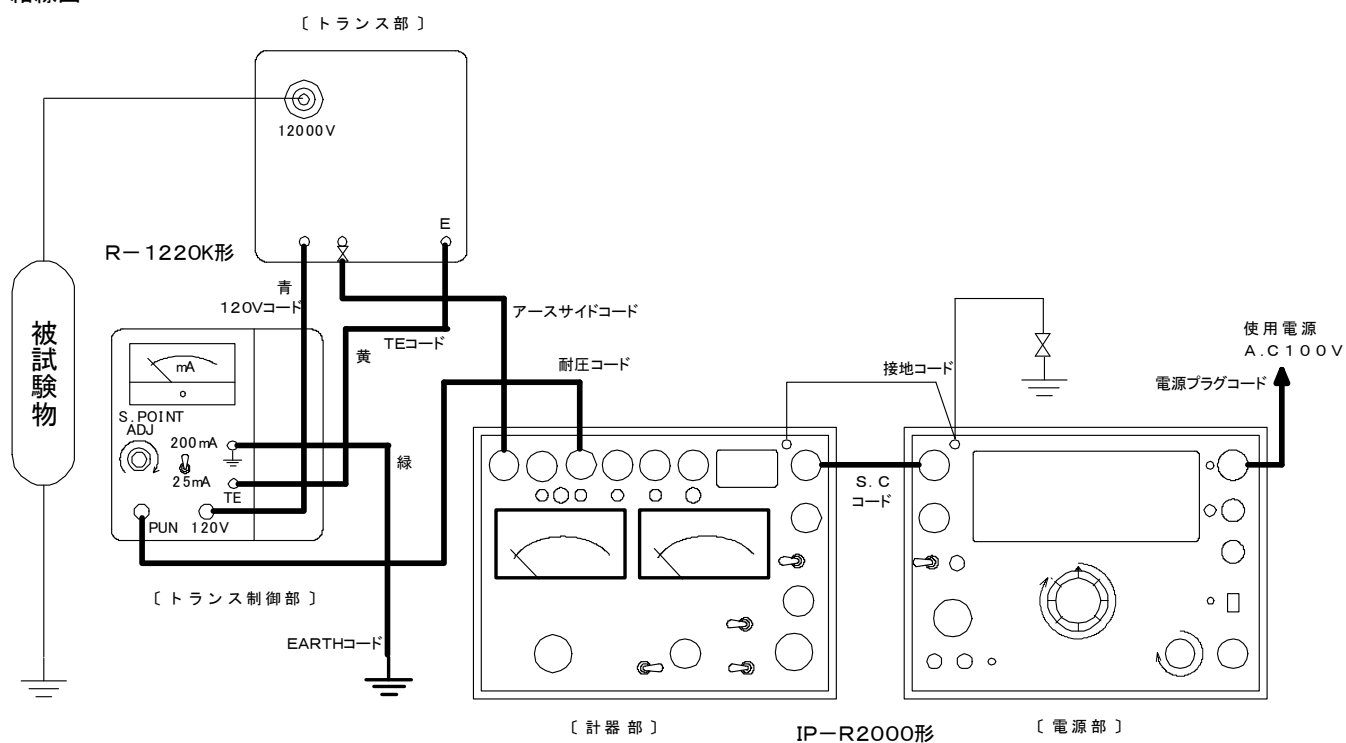 〔トランス部〕
12000V
E
R－1220K形
青
120Vコード
アースサイドコード
黄
TEコード
耐圧コード
接地コード
使用電源
A.C100V
電源プラグコード
被試験物
mA
S.POINT
ADJ
200mA
25mA
TE
PUN
120V
緑
S.C
コード
〔トランス制御部〕
EARTHコード
〔計器部〕
IP－R2000形
〔電源部〕